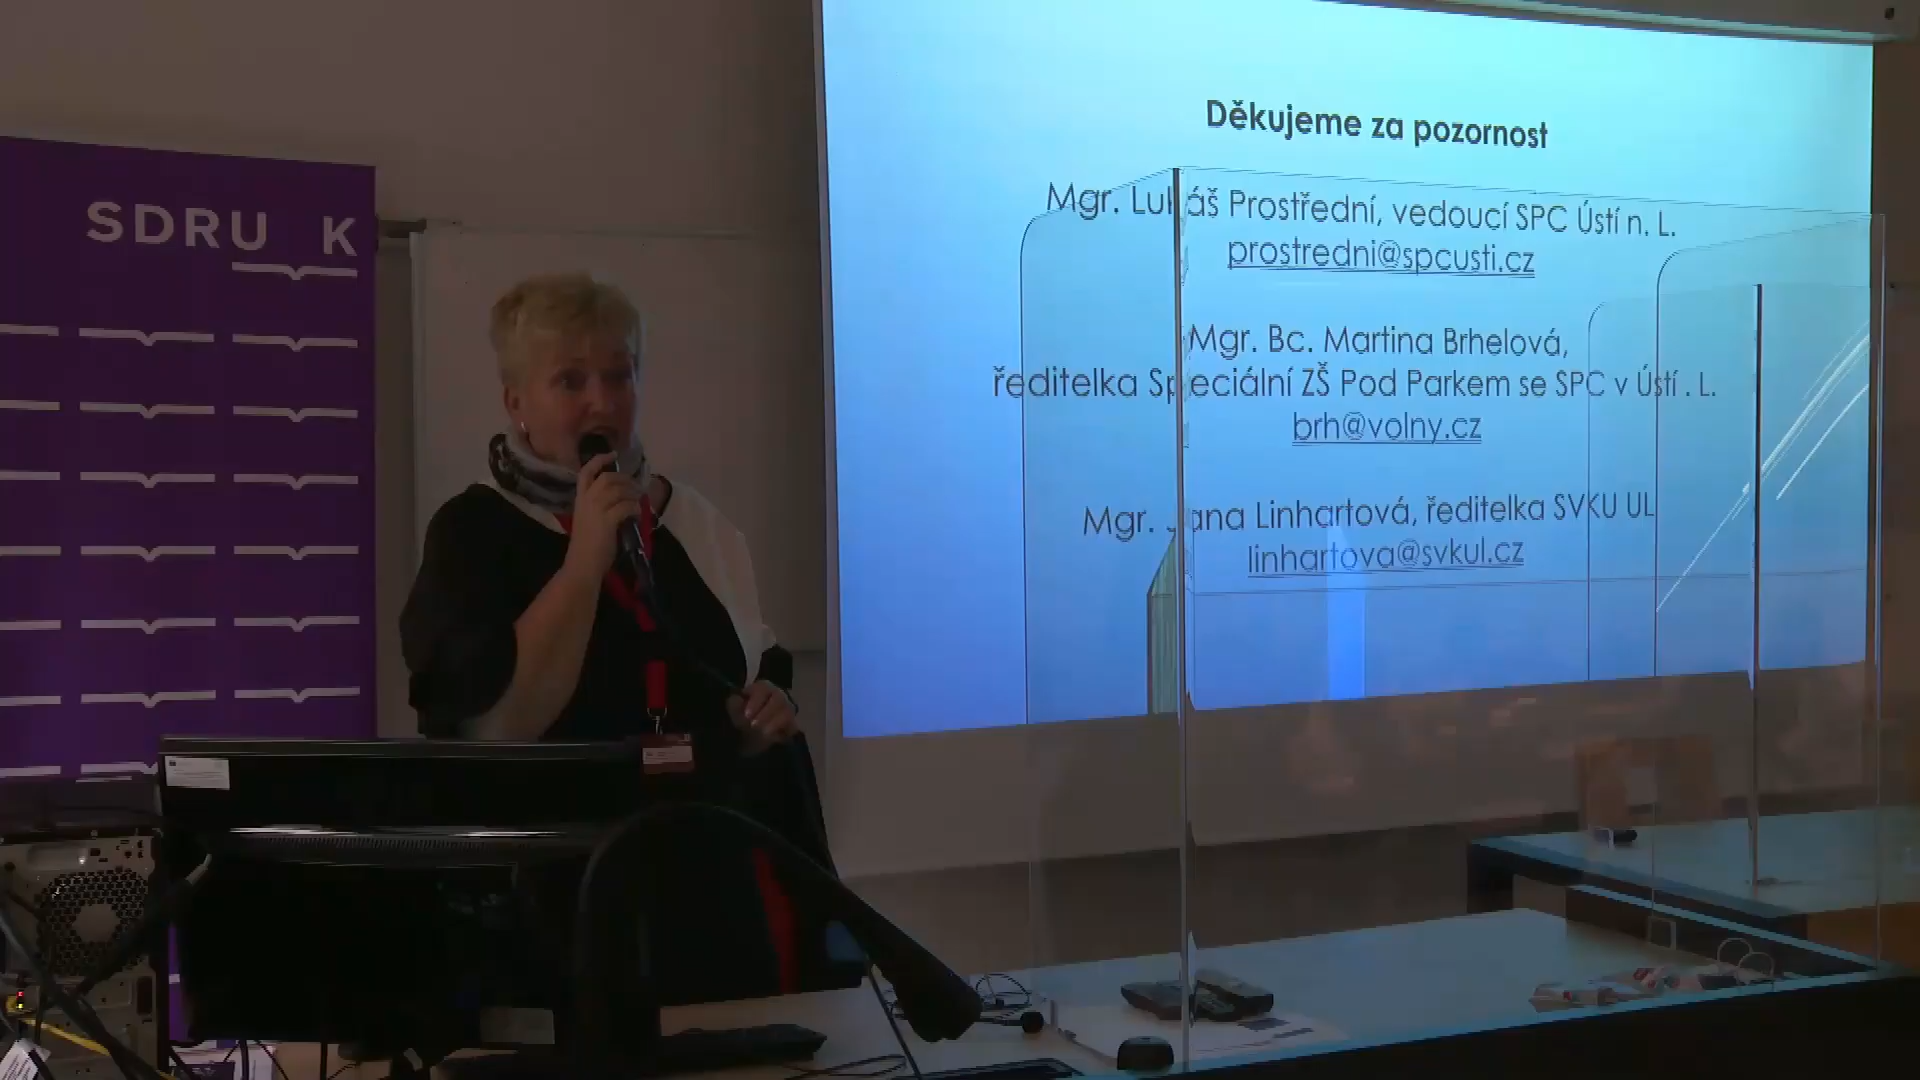 SDRU K
Děkujeme za pozornost
Mgr. Lukáš Prostřední, vedoucí SPC Ústí n. L.
prostredni@spcusti.cz
Mgr. Bc. Martina Brhelová,
ředitelka Speciální ZŠ Pod Parkem se SPC v Ústí . L.
brh@volny.cz
Mgr. Jana Linhartová, ředitelka SVKU UL
linhartova@svkul.cz